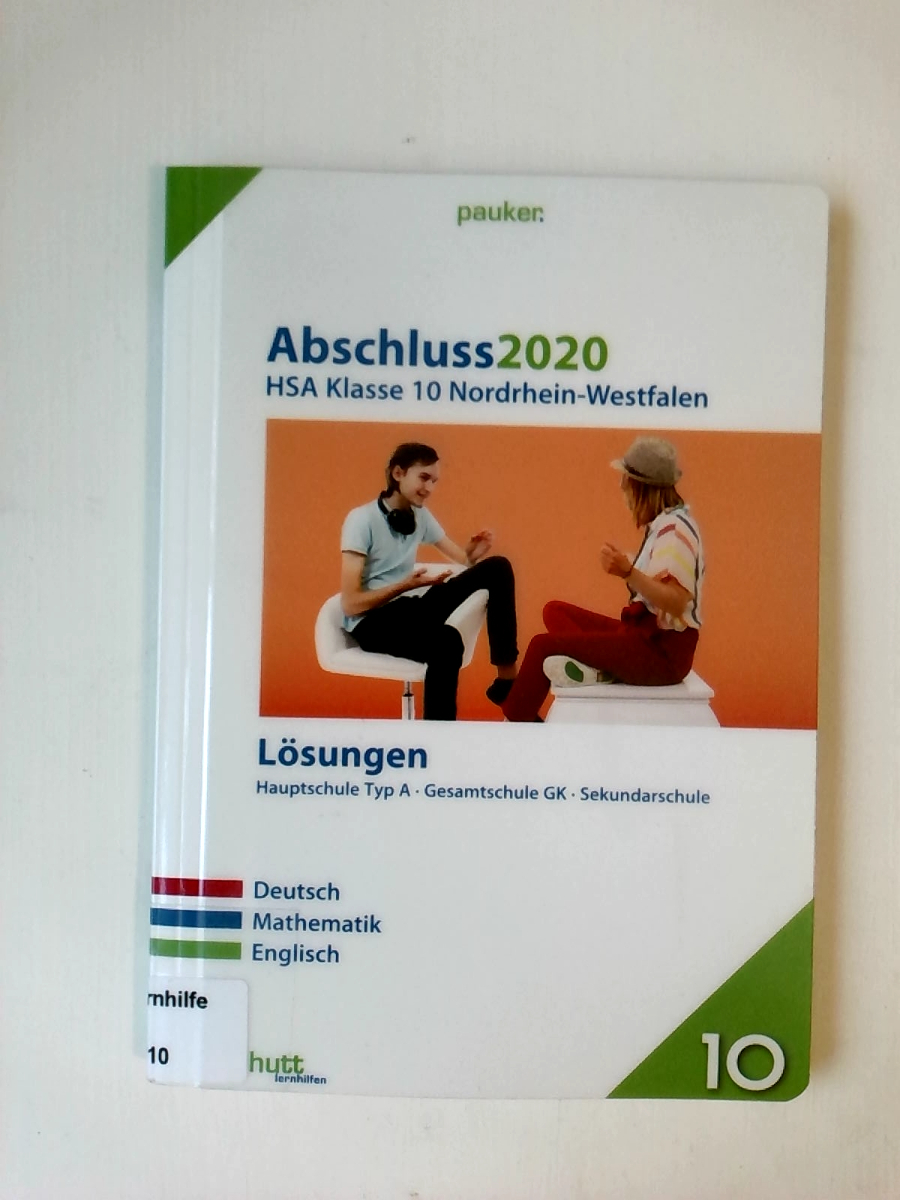 pauker.
Abschluss2020
HSA Klasse 10 Nordrhein-Westfalen
Lösungen
Hauptschule Typ A · Gesamtschule GK · Sekundarschule
Deutsch
Mathematik
Englisch
rnhilfe
10
hutt
lernhilfen
10